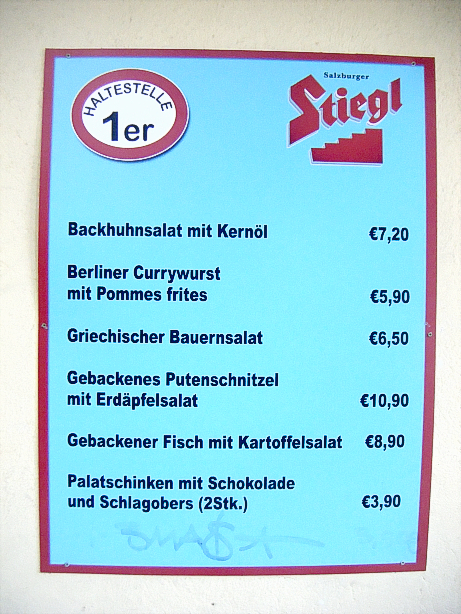 HALTESTELLE
1er
Salzburger
Stiegl
Backhuhnsalat mit Kernöl €7,20
Berliner Currywurst
mit Pommes frites €5,90
Griechischer Bauernsalat €6,50
Gebackenes Putenschnitzel
mit Erdäpfelsalat €10,90
Gebackener Fisch mit Kartoffelsalat €8,90
Palatschinken mit Schokolade
und Schlagobers (2Stk.) €3,90